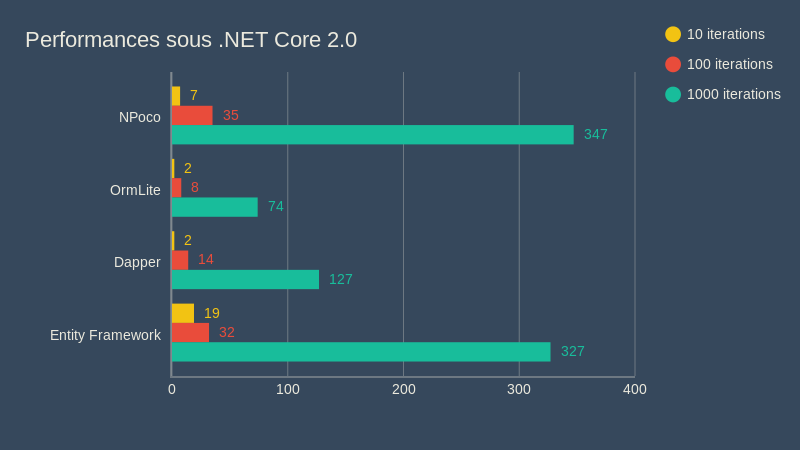 Performances sous .NET Core 2.0
10 iterations
100 iterations
1000 iterations
NPoco
7
35
347
OrmLite
2
8
74
Dapper
2
14
127
Entity Framework
19
32
327
0 100 200 300 400